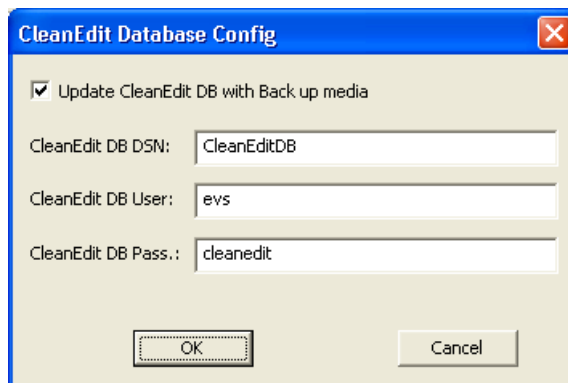 CleanEdit Database Config
Update CleanEdit DB with Back up media
CleanEdit DB DSN: CleanEditDB
CleanEdit DB User: evs
CleanEdit DB Pass.: cleanedit
OK Cancel